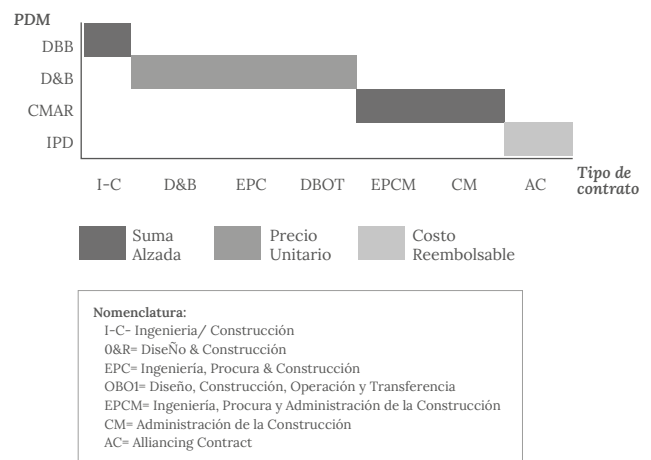 PDM
DBB
D&B
CMAR
IPD
I-C D&B EPC DBOT EPCM CM AC
Tipo de
contrato
Suma
Alzada
Precio
Unitario
Costo
Reembolsable
Nomenclatura:
I-C- Ingenieria/ Construcción
0&R= DiseÑo & Construcción
EPC= Ingeniería, Procura & Construcción
OBO1= Diseño, Construcción, Operación y Transferencia
EPCM= Ingeniería, Procura y Administración de la Construcción
CM= Administración de la Construcción
AC= Alliancing Contract